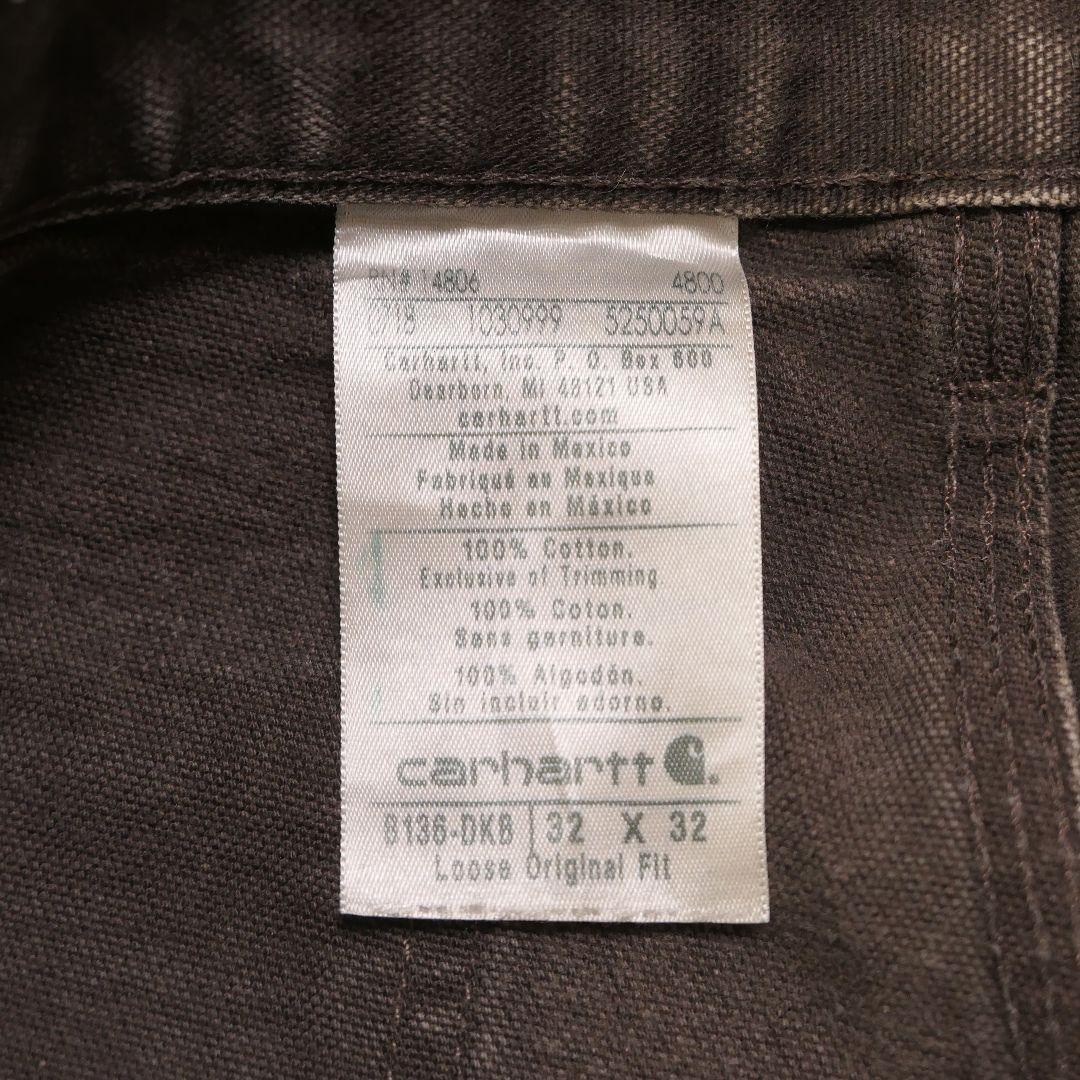 RN# 14806 4800
0718 1030999 5250059A
Carhartt, Inc. P. O. Box 600
Dearborn, MI 48121 USA
carhartt.com
Made in Mexico
Fabriqué en Mexique
Hecho en México
100% Cotton.
Exclusive of Trimming
100% Coton.
Sans garniture.
100% Algodón.
Sin incluir adorno.
carhartt
B136-DKB 32 X 32
Loose Original Fit